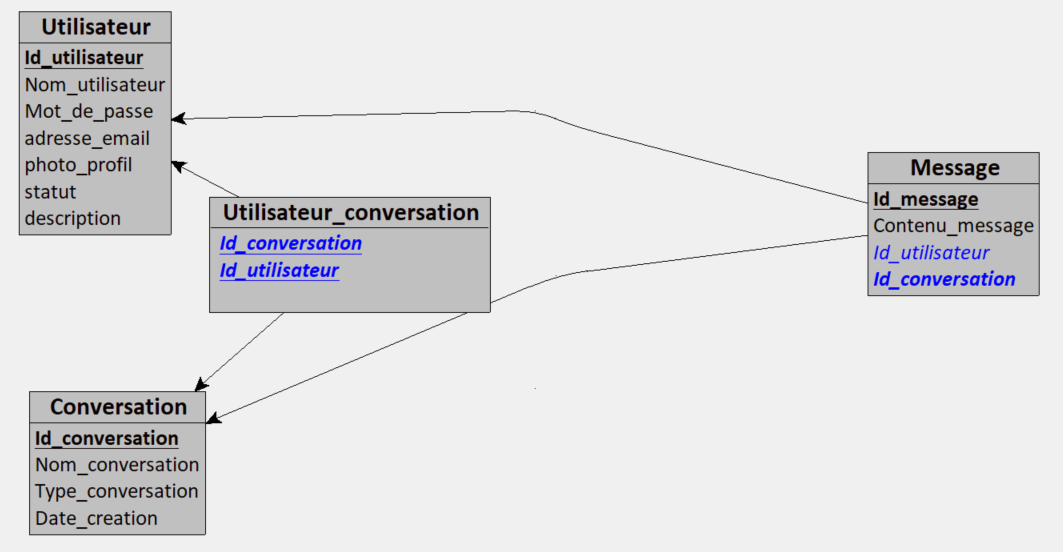 Utilisateur
Id_utilisateur
Nom_utilisateur
Mot_de_passe
adresse_email
photo_profil
statut
description
Utilisateur_conversation
Id_conversation
Id_utilisateur
Message
Id_message
Contenu_message
Id_utilisateur
Id_conversation
Conversation
Id_conversation
Nom_conversation
Type_conversation
Date_creation